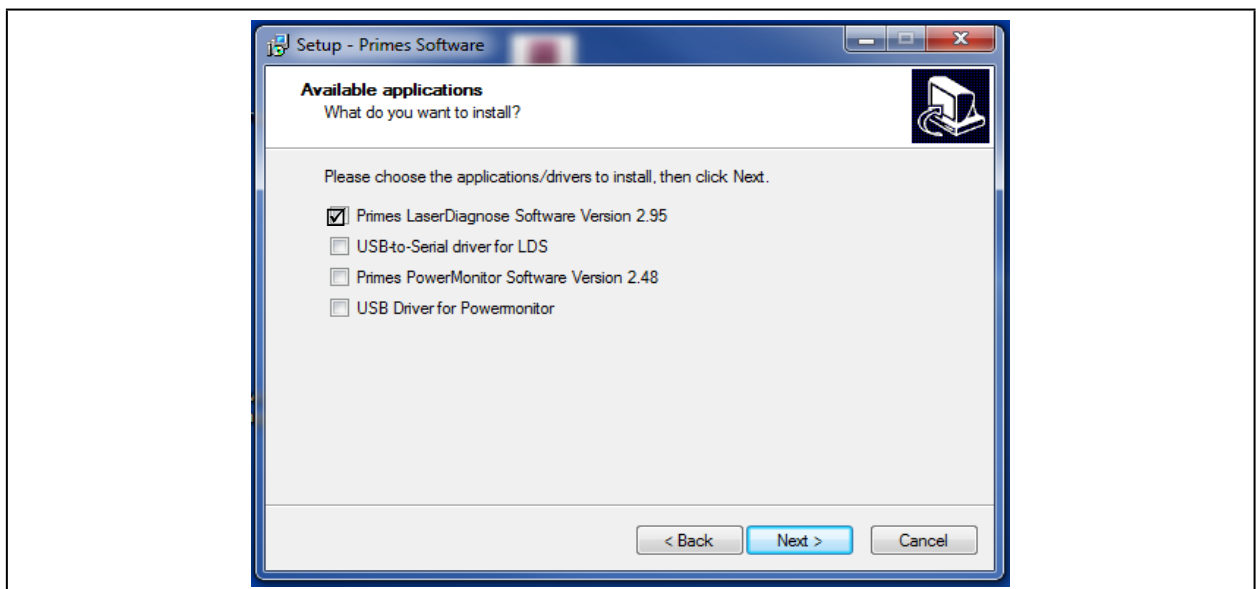 Setup - Primes Software
Available applications
What do you want to install?
Please choose the applications/drivers to install, then click Next.
Primes LaserDiagnose Software Version 2.95
USB-to-Serial driver for LDS
Primes PowerMonitor Software Version 2.48
USB Driver for Powermonitor
< Back Next > Cancel